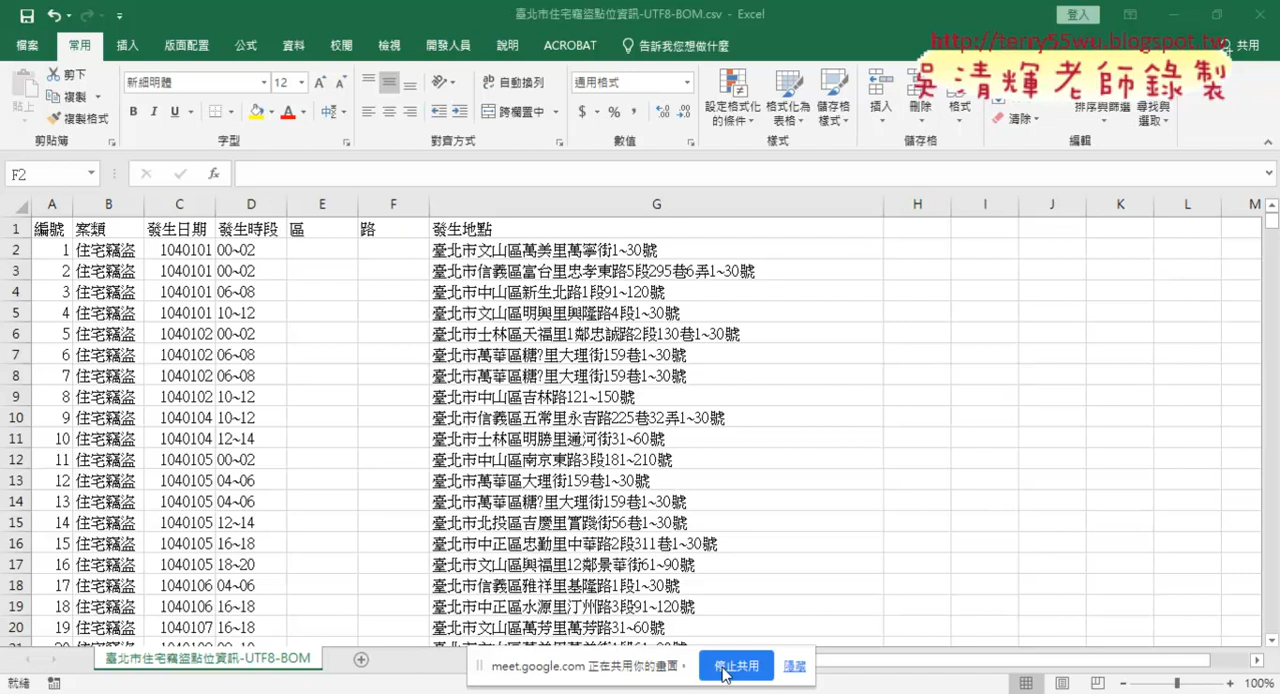 臺北市住宅竊盜點位資訊-UTF8-BOM.csv - Excel
登入
檔案 常用 插入 版面配置 公式 資料 校閱 檢視 開發人員 說明 ACROBAT 告訴我您想做什麼 共用
http://terry55wu.blogspot.tw
吳清輝老師錄製
貼上 剪下 複製 複製格式 剪貼簿
新細明體 12 B I U 字型
自動換列 跨欄置中 對齊方式
通用格式 $ % , 數值
設定格式化的條件 格式化為表格 儲存格樣式 樣式
插入 刪除 格式 儲存格
清除 排序與篩選 尋找與選取 編輯
F2 fx
A B C D E F G H I J K L M
1 編號 案類 發生日期 發生時段 區 路 發生地點
2 1 住宅竊盜 1040101 00~02 臺北市文山區萬美里萬寧街1~30號
3 2 住宅竊盜 1040101 00~02 臺北市信義區富台里忠孝東路5段295巷6弄1~30號
4 3 住宅竊盜 1040101 06~08 臺北市中山區新生北路1段91~120號
5 4 住宅竊盜 1040101 10~12 臺北市文山區明興里興隆路4段1~30號
6 5 住宅竊盜 1040102 00~02 臺北市士林區天福里1鄰忠誠路2段130巷1~30號
7 6 住宅竊盜 1040102 06~08 臺北市萬華區糖?里大理街159巷1~30號
8 7 住宅竊盜 1040102 06~08 臺北市萬華區糖?里大理街159巷1~30號
9 8 住宅竊盜 1040102 10~12 臺北市中山區吉林路121~150號
10 9 住宅竊盜 1040104 10~12 臺北市信義區五常里永吉路225巷32弄1~30號
11 10 住宅竊盜 1040104 12~14 臺北市士林區明勝里通河街31~60號
12 11 住宅竊盜 1040105 00~02 臺北市中山區南京東路3段181~210號
13 12 住宅竊盜 1040105 04~06 臺北市萬華區大理街159巷1~30號
14 13 住宅竊盜 1040105 04~06 臺北市萬華區糖?里大理街159巷1~30號
15 14 住宅竊盜 1040105 12~14 臺北市北投區吉慶里實踐街56巷1~30號
16 15 住宅竊盜 1040105 16~18 臺北市中正區忠勤里中華路2段311巷1~30號
17 16 住宅竊盜 1040105 18~20 臺北市文山區興福里12鄰景華街61~90號
18 17 住宅竊盜 1040106 04~06 臺北市信義區雅祥里基隆路1段1~30號
19 18 住宅竊盜 1040106 16~18 臺北市中正區水源里汀州路3段91~120號
20 19 住宅竊盜 1040107 16~18 臺北市文山區萬芳里萬芳路31~60號
臺北市住宅竊盜點位資訊-UTF8-BOM
meet.google.com 正在共用你的畫面。 停止共用 隱藏
就緒 100%